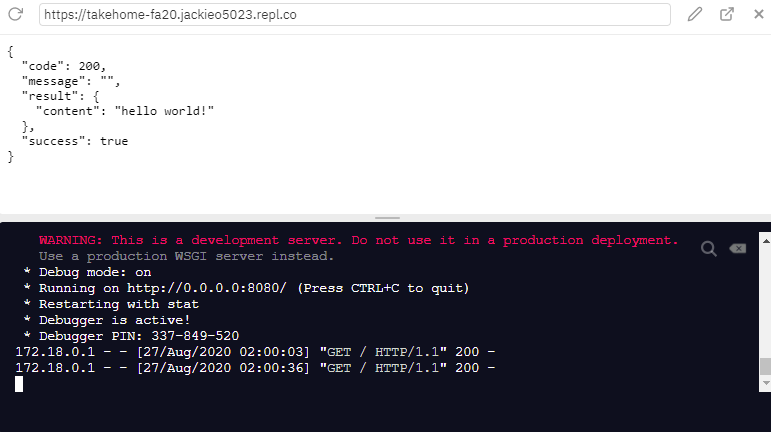 https://takehome-fa20.jackieo5023.repl.co
{
  "code": 200,
  "message": "",
  "result": {
    "content": "hello world!"
  },
  "success": true
}
WARNING: This is a development server. Do not use it in a production deployment.
Use a production WSGI server instead.
* Debug mode: on
* Running on http://0.0.0.0:8080/ (Press CTRL+C to quit)
* Restarting with stat
* Debugger is active!
* Debugger PIN: 337-849-520
172.18.0.1 - - [27/Aug/2020 02:00:03] "GET / HTTP/1.1" 200 -
172.18.0.1 - - [27/Aug/2020 02:00:36] "GET / HTTP/1.1" 200 -